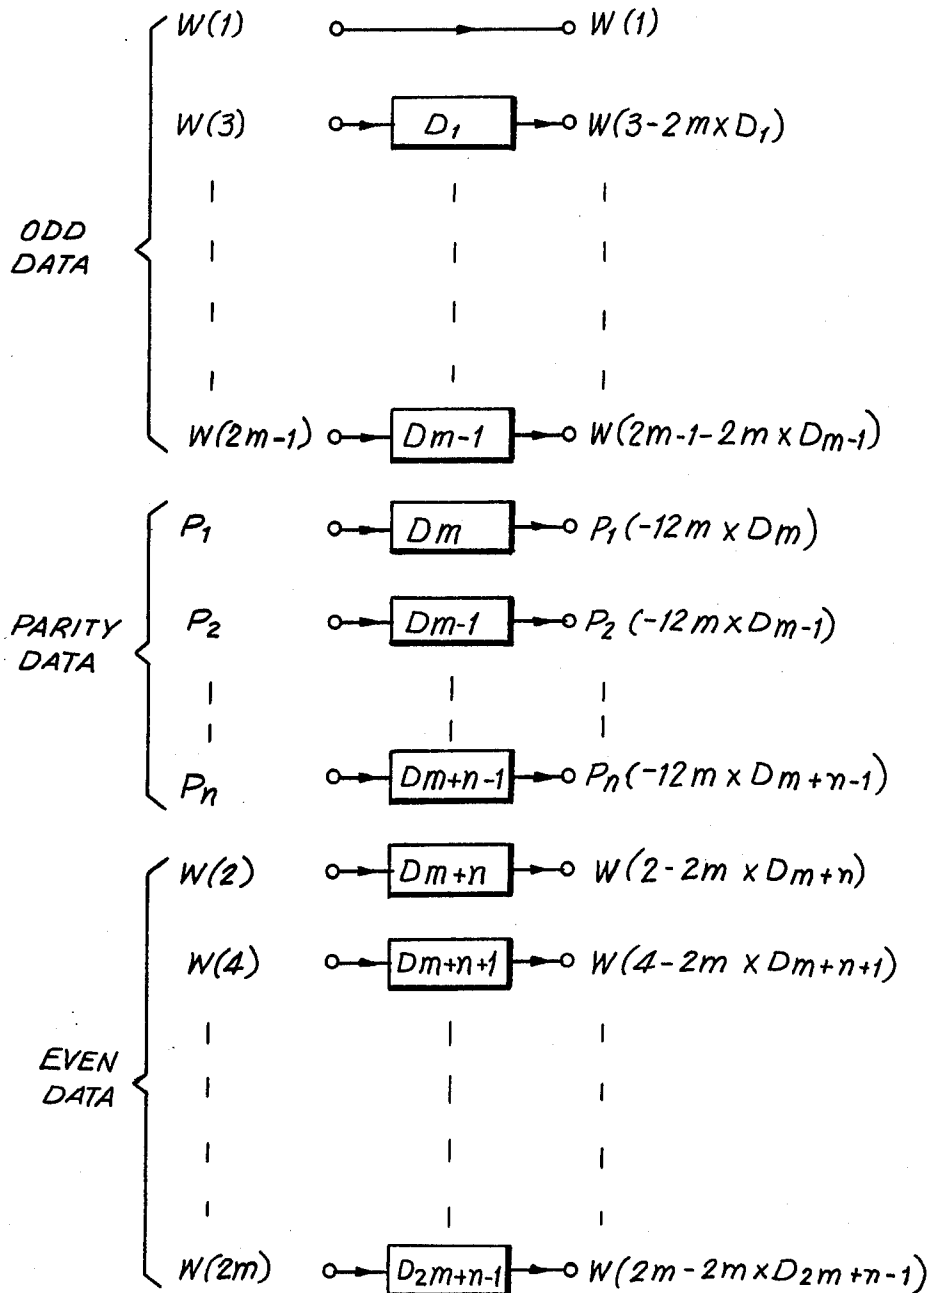 W(1) W(1)
W(3) D₁ W(3-2m×D₁)
ODD
DATA
W(2m-1) Dm-1 W(2m-1-2m×Dm-1)
P₁ Dm P₁(-12m×Dm)
PARITY
DATA
P₂ Dm-1 P₂(-12m×Dm-1)
Pn Dm+n-1 Pn(-12m×Dm+n-1)
W(2) Dm+n W(2-2m×Dm+n)
W(4) Dm+n+1 W(4-2m×Dm+n+1)
EVEN
DATA
W(2m) D₂m+n-1 W(2m-2m×D₂m+n-1)